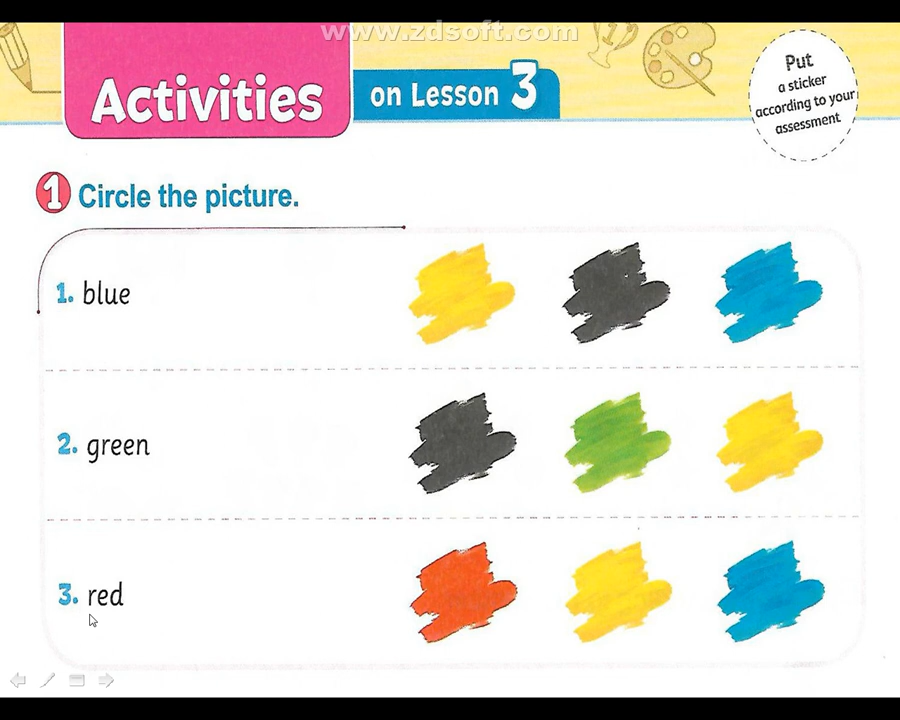 www.zdsoft.com
Activities
on Lesson 3
Put
a sticker
according to your
assessment
1 Circle the picture.
1. blue
2. green
3. red